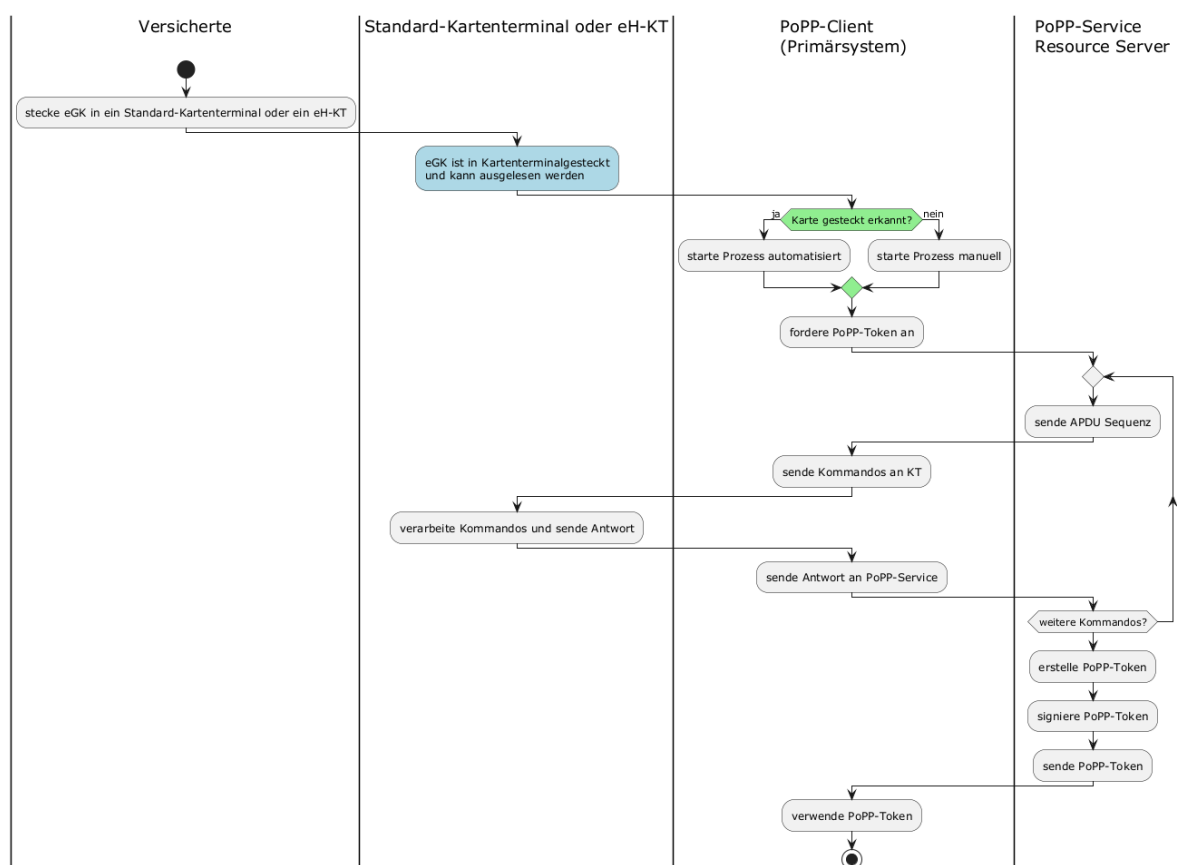 Versicherte
Standard-Kartenterminal oder eH-KT
PoPP-Client
(Primärsystem)
PoPP-Service
Resource Server
stecke eGK in ein Standard-Kartenterminal oder ein eH-KT
eGK ist in Kartenterminalgesteckt
und kann ausgelesen werden
Karte gesteckt erkannt?
ja
nein
starte Prozess automatisiert
starte Prozess manuell
fordere PoPP-Token an
sende APDU Sequenz
sende Kommandos an KT
verarbeite Kommandos und sende Antwort
sende Antwort an PoPP-Service
weitere Kommandos?
erstelle PoPP-Token
signiere PoPP-Token
sende PoPP-Token
verwende PoPP-Token